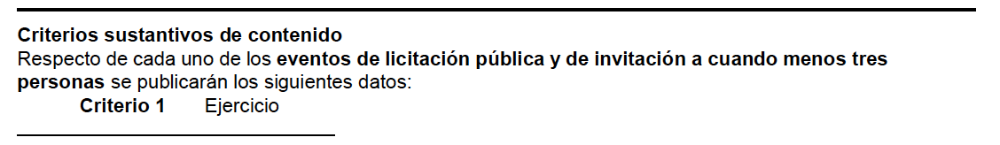 Criterios sustantivos de contenido
Respecto de cada uno de los eventos de licitación pública y de invitación a cuando menos tres
personas se publicarán los siguientes datos:
Criterio 1 Ejercicio